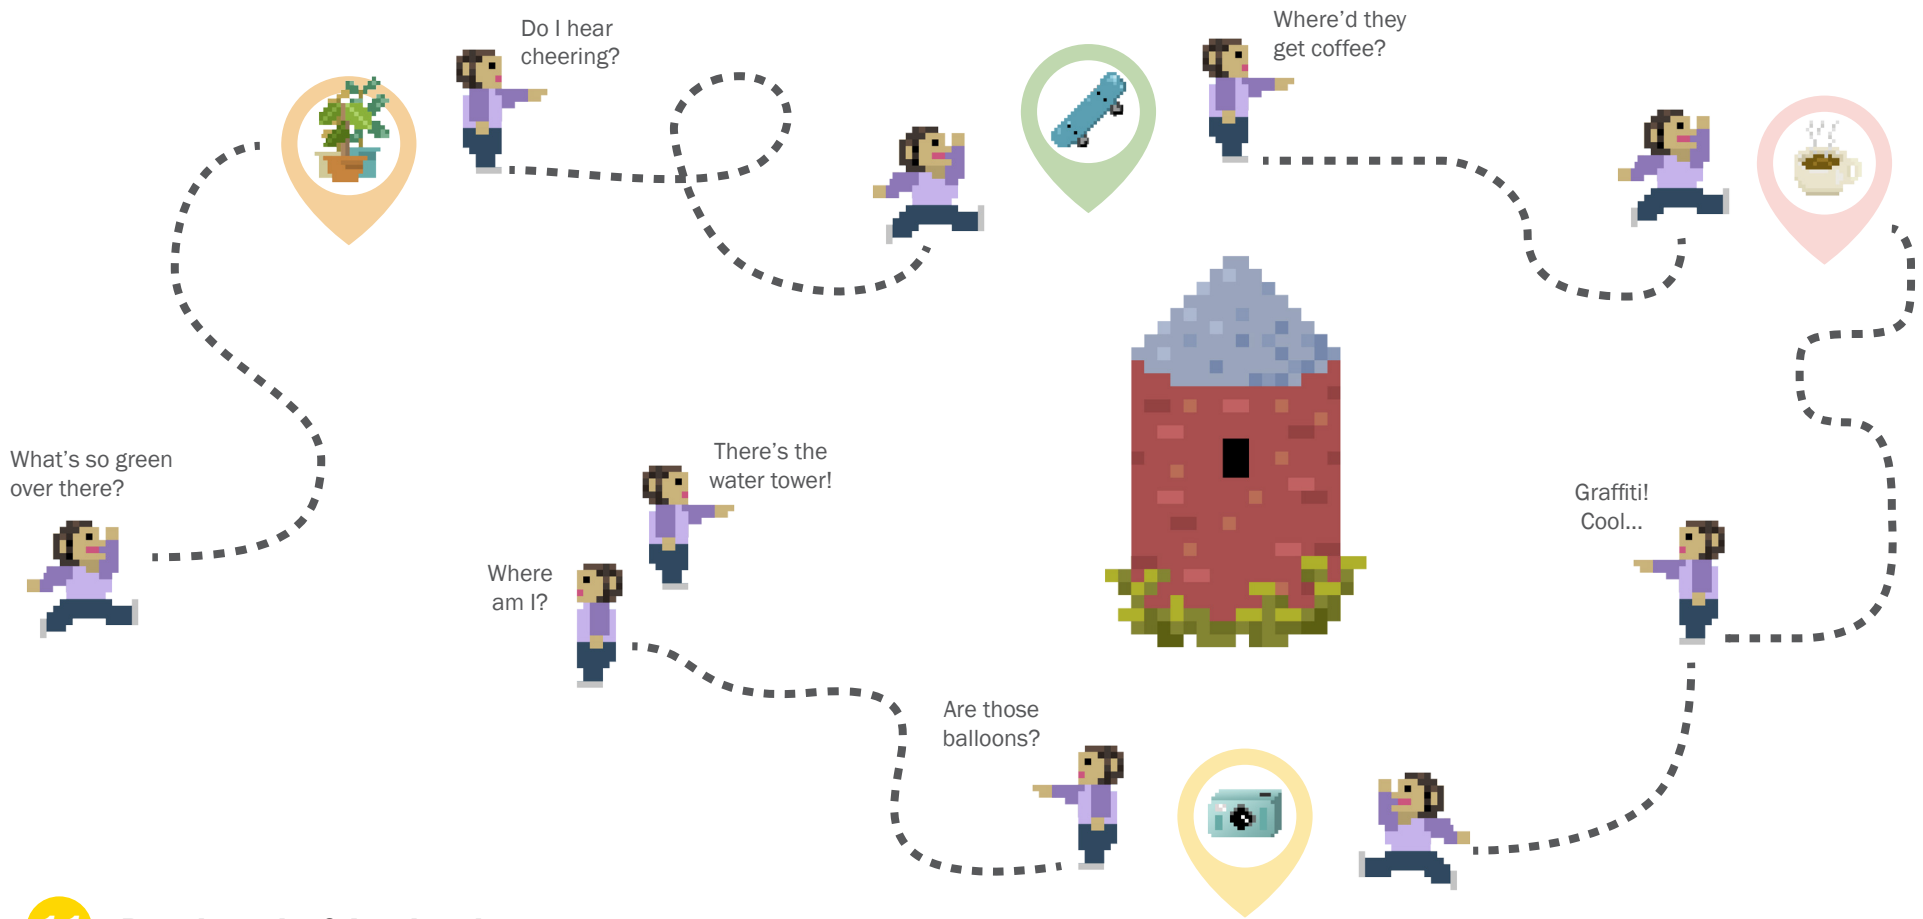 Do I hear
cheering?
Where'd they
get coffee?
What's so green
over there?
There's the
water tower!
Where
am I?
Graffiti!
Cool...
Are those
balloons?